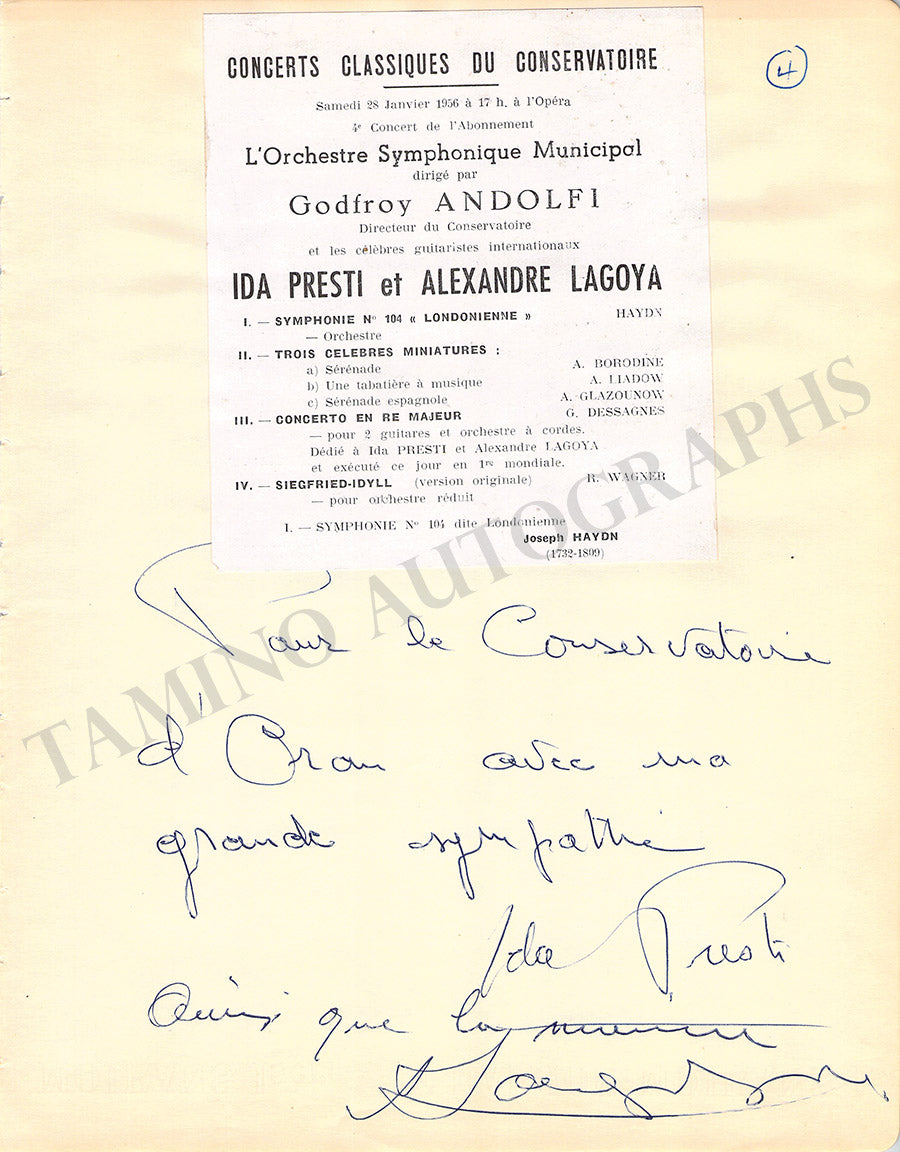 CONCERTS CLASSIQUES DU CONSERVATOIRE
4
Samedi 28 Janvier 1956 à 17 h. à l'Opéra
4e Concert de l'Abonnement
L'Orchestre Symphonique Municipal
dirigé par
Godfroy ANDOLFI
Directeur du Conservatoire
et les célèbres guitaristes internationaux
IDA PRESTI et ALEXANDRE LAGOYA
I. — SYMPHONIE N° 104 « LONDONIENNE » HAYDN
— Orchestre
II. — TROIS CELEBRES MINIATURES :
a) Sérénade A. BORODINE
b) Une tabatière à musique A. LIADOW
c) Sérénade espagnole A. GLAZOUNOW
III. — CONCERTO EN RE MAJEUR G. DESSAGNES
— pour 2 guitares et orchestre à cordes.
Dédié à Ida PRESTI et Alexandre LAGOYA
et exécuté ce jour en 1re mondiale.
IV. — SIEGFRIED-IDYLL (version originale) R. WAGNER
— pour orchestre réduit
I. — SYMPHONIE N° 104 dite Londonienne
Joseph HAYDN
(1732-1809)
TAMINO AUTOGRAPHS
Pour le Conservatoire
d'Oran avec ma
grande sympathie
Ida Presti
Ainsi que la mienne
A Lagoya